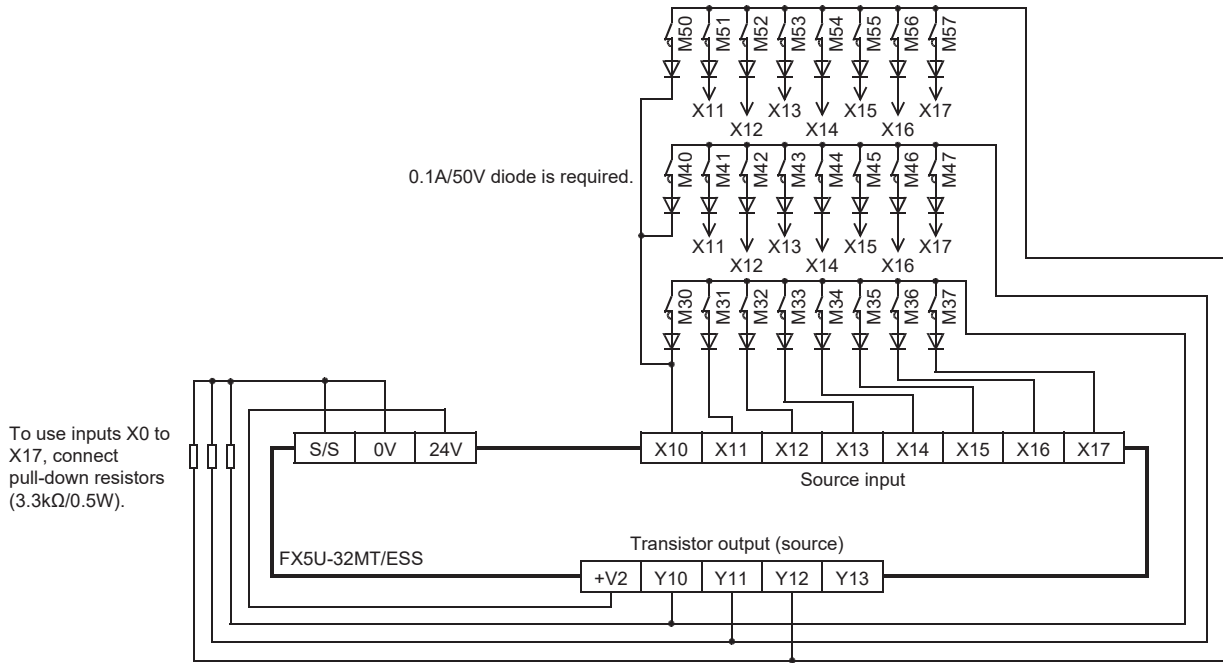 M50 M51 M52 M53 M54 M55 M56 M57
X11 X13 X15 X17
X12 X14 X16
0.1A/50V diode is required.
M40 M41 M42 M43 M44 M45 M46 M47
X11 X13 X15 X17
X12 X14 X16
M30 M31 M32 M33 M34 M35 M36 M37
To use inputs X0 to
X17, connect
pull-down resistors
(3.3kΩ/0.5W).
S/S 0V 24V
X10 X11 X12 X13 X14 X15 X16 X17
Source input
FX5U-32MT/ESS
Transistor output (source)
+V2 Y10 Y11 Y12 Y13